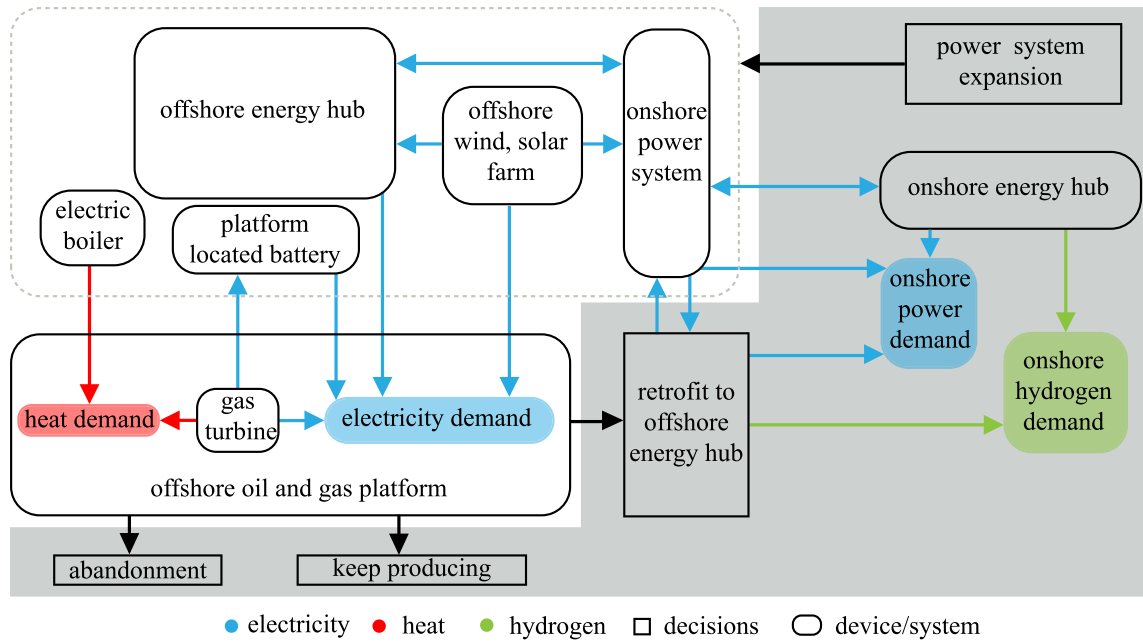 offshore energy hub
offshore
wind, solar
farm
onshore
power
system
power system
expansion
onshore energy hub
electric
boiler
platform
located battery
onshore
power
demand
onshore
hydrogen
demand
heat demand
gas
turbine
electricity demand
retrofit to
offshore
energy hub
offshore oil and gas platform
abandonment
keep producing
electricity
heat
hydrogen
decisions
device/system